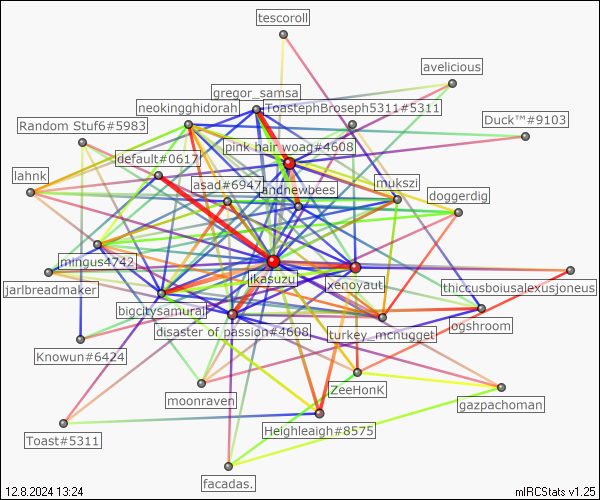 tescoroll
avelicious
gregor_samsa
neokingghidorah
ToastephBroseph5311#5311
Random Stuf6#5983
Duck™#9103
pink hair woag#4608
default#0617
lahnk
asad#6947
andnewbees
mukszi
doggerdig
mingus4742
ikasuzu
xenoyaut
jarlbreadmaker
thiccusboiusalexusjoneus
bigcitysamurai
disaster of passion#4608
turkey_mcnugget
ogshroom
Knowun#6424
ZeeHonK
moonraven
gazpachoman
Toast#5311
Heighleaigh#8575
facadas.
12.8.2024 13:24
mIRCStats v1.25